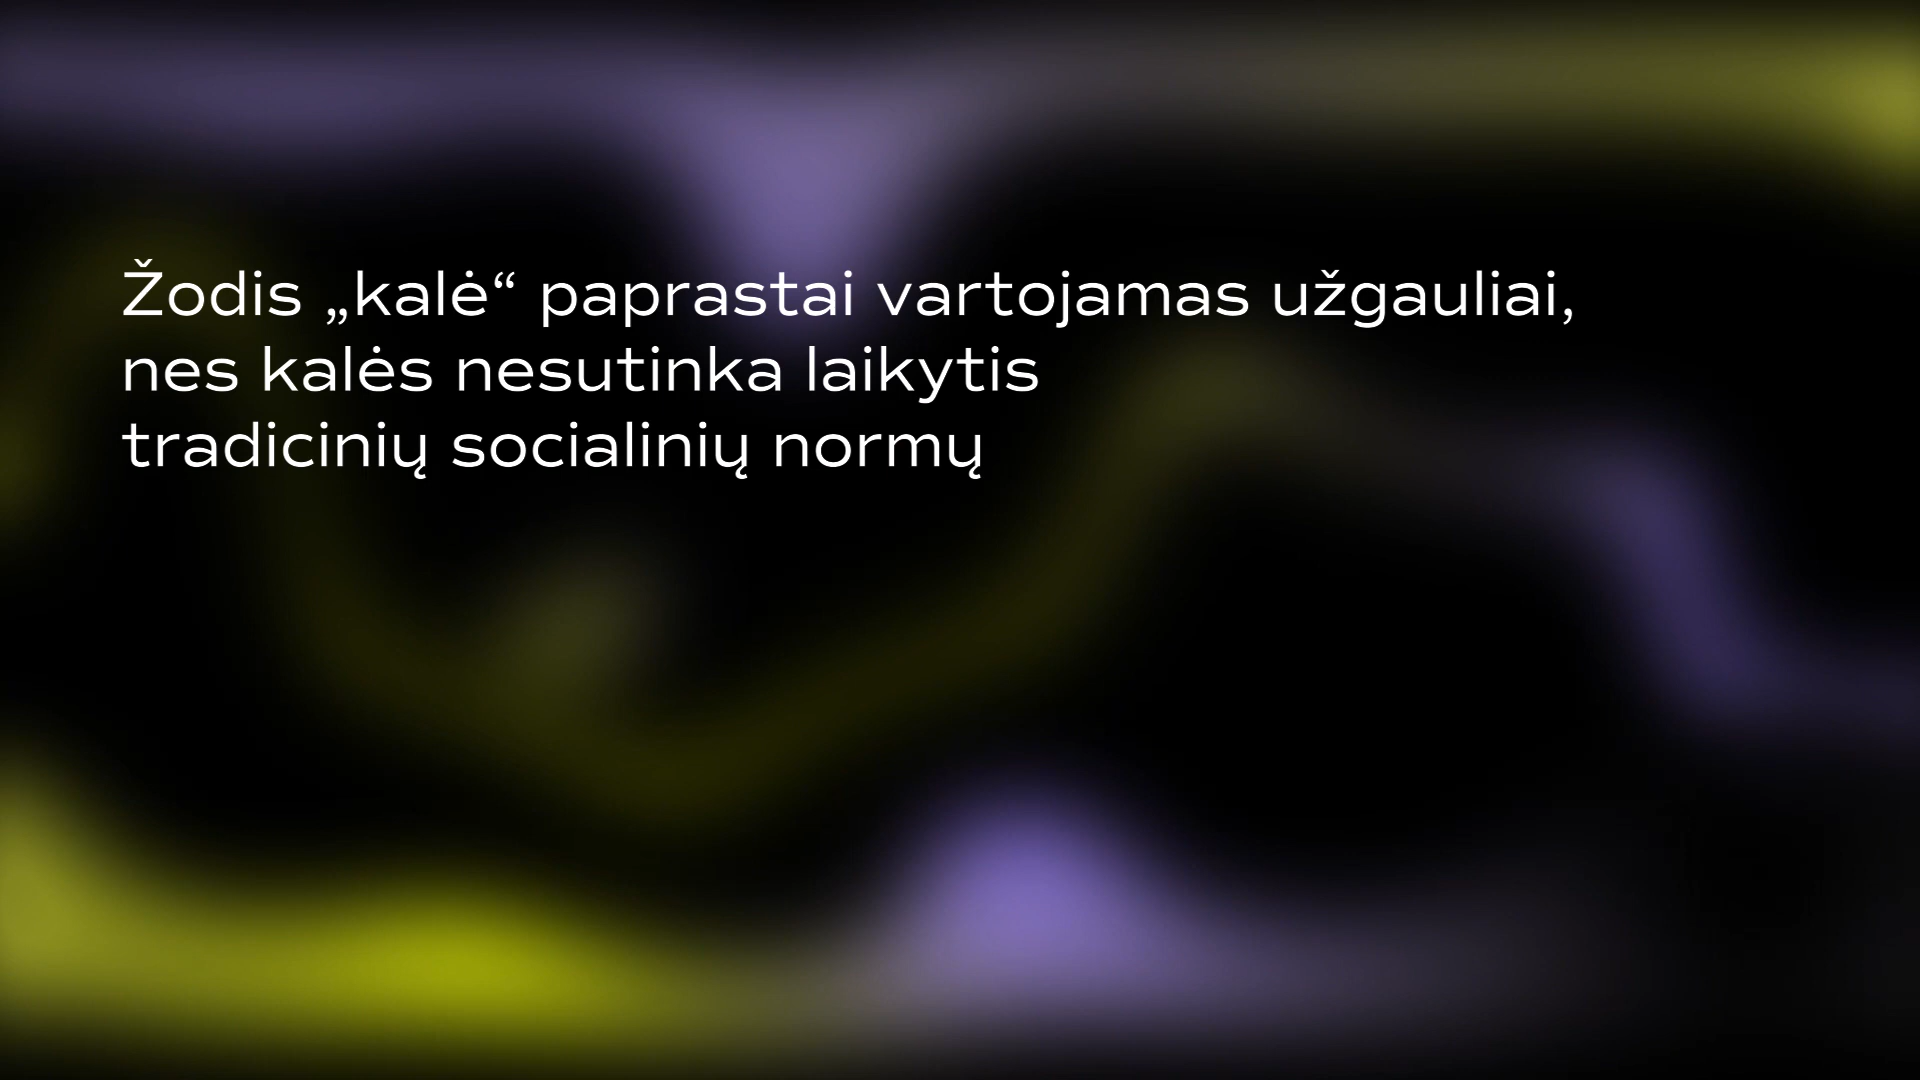 Žodis „kalė“ paprastai vartojamas užgauliai,
nes kalės nesutinka laikytis
tradicinių socialinių normų